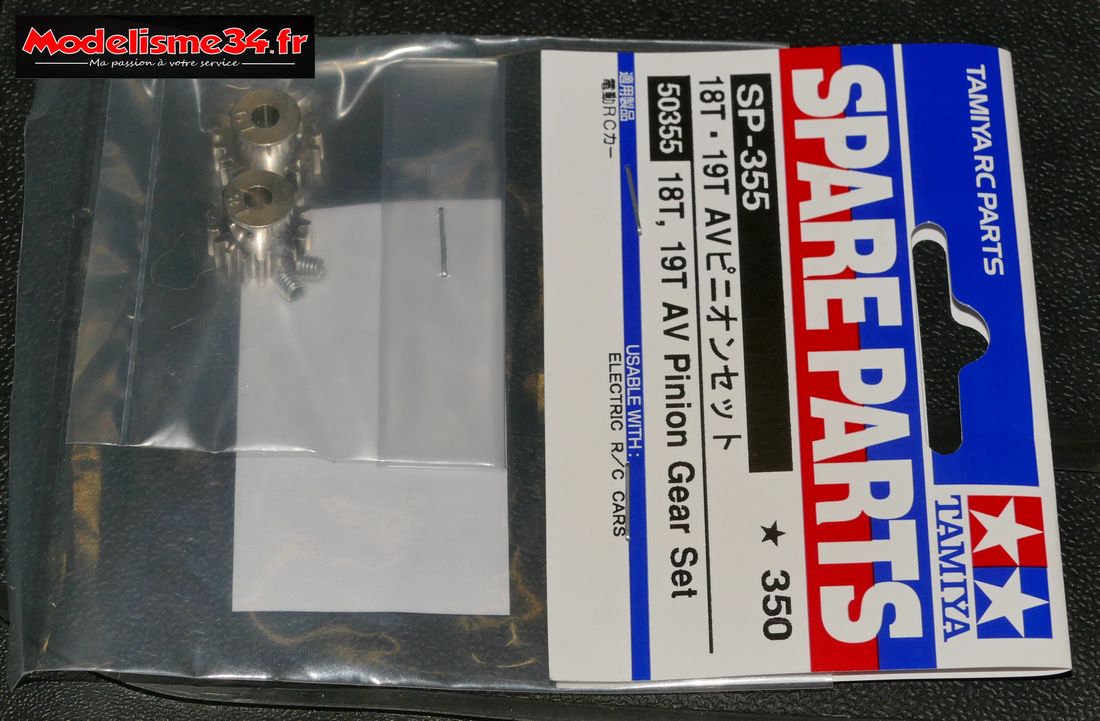 Modelisme34.fr
Ma passion à votre service
TAMIYA RC PARTS
TAMIYA
SPARE PARTS
SP-355
★ 350
18T・19T AVピニオンセット
50355 18T, 19T AV Pinion Gear Set
適用製品
USABLE WITH :
電動RCカー
ELECTRIC R/C CARS